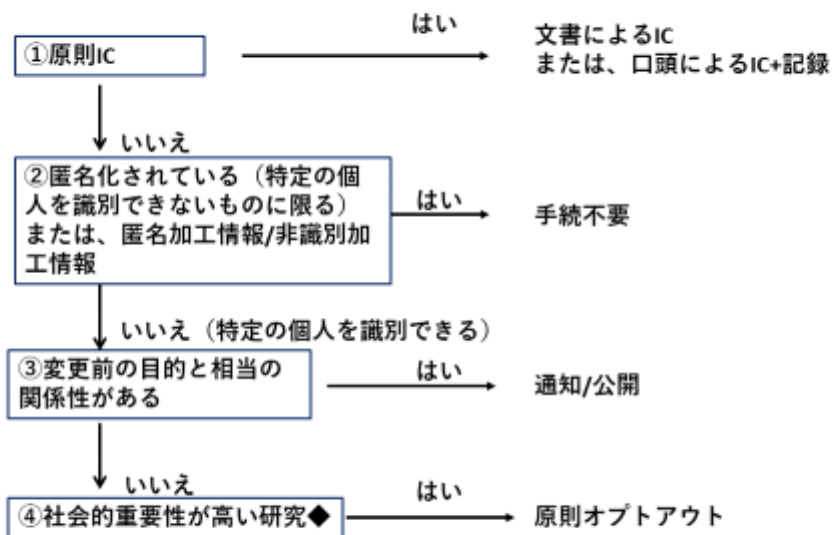 はい
①原則IC
文書によるIC
または、口頭によるIC+記録
いいえ
②匿名化されている（特定の個
人を識別できないものに限る）
または、匿名加工情報/非識別加
工情報
はい
手続不要
いいえ（特定の個人を識別できる）
③変更前の目的と相当の
関係性がある
はい
通知/公開
いいえ
④社会的重要性が高い研究◆
はい
原則オプトアウト